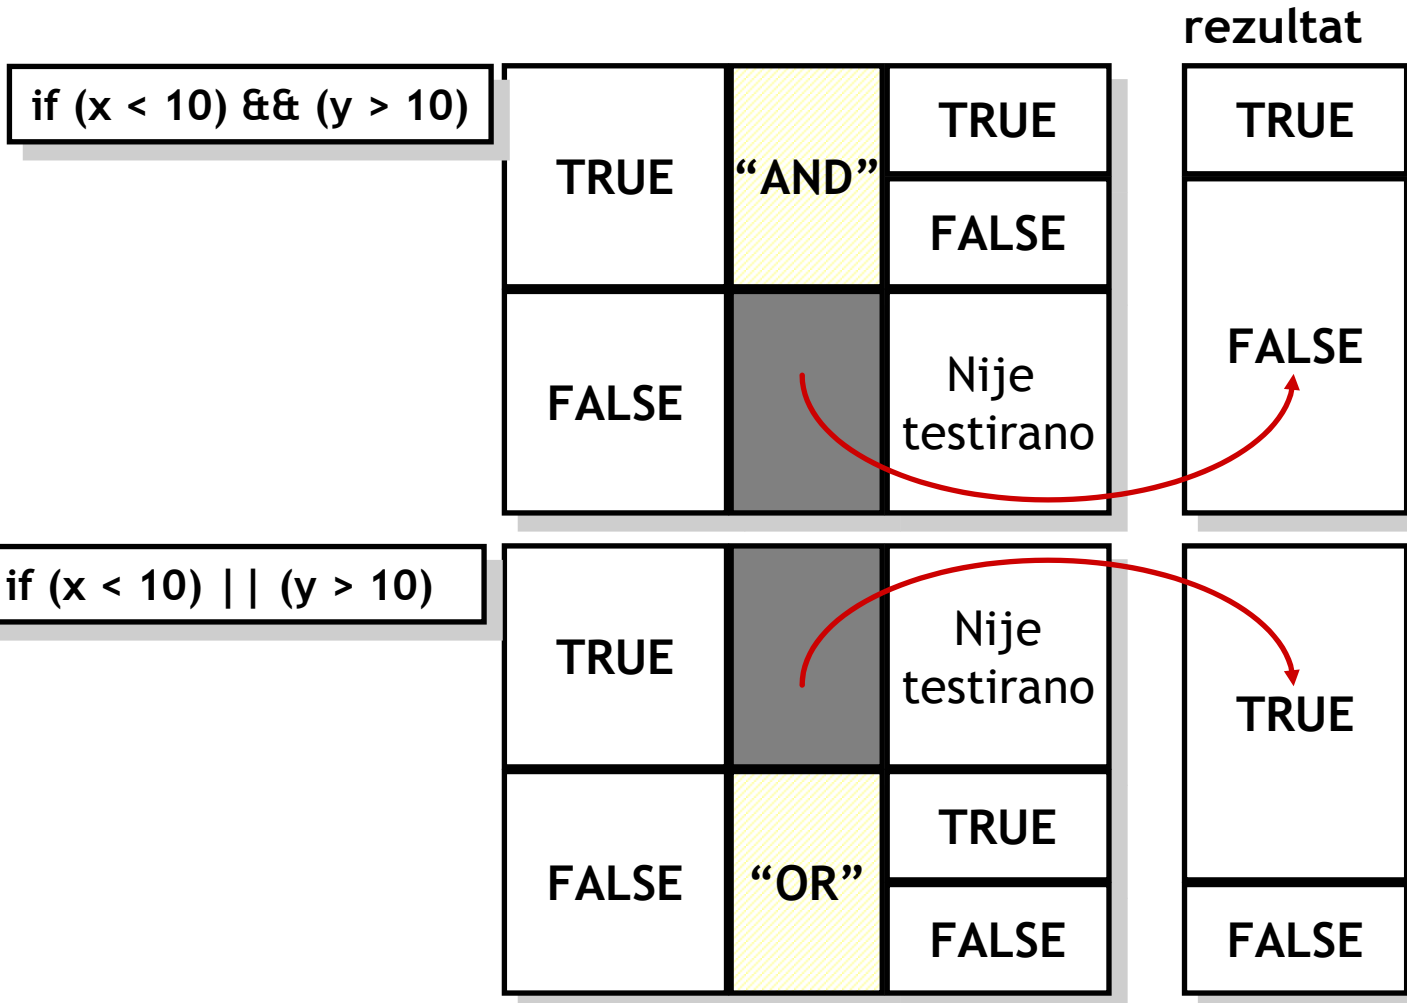 rezultat
if (x < 10) && (y > 10)
TRUE
“AND”
TRUE
FALSE
TRUE
FALSE
Nije
testirano
FALSE
if (x < 10) || (y > 10)
TRUE
Nije
testirano
TRUE
FALSE
“OR”
TRUE
FALSE
FALSE